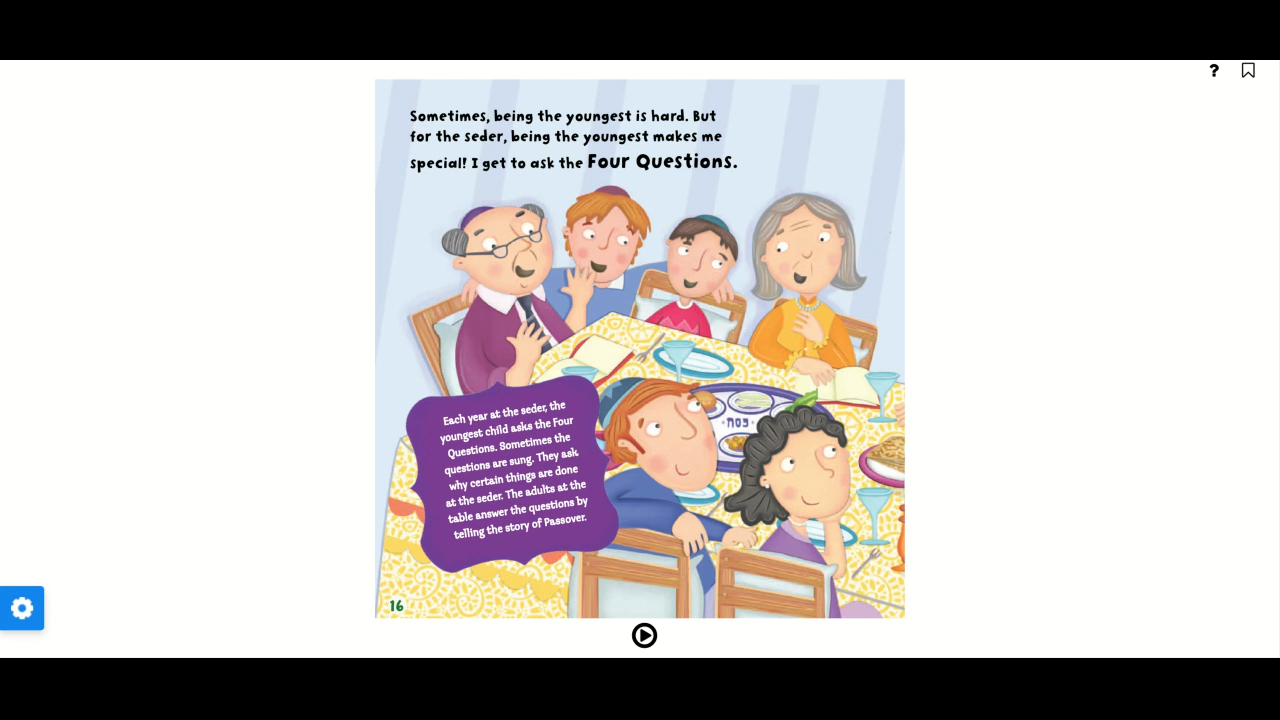 ?
Sometimes, being the youngest is hard. But
for the seder, being the youngest makes me
special! I get to ask the Four Questions.
פסח
Each year at the seder, the
youngest child asks the Four
Questions. Sometimes the
questions are sung. They ask
why certain things are done
at the seder. The adults at the
table answer the questions by
telling the story of Passover.
16